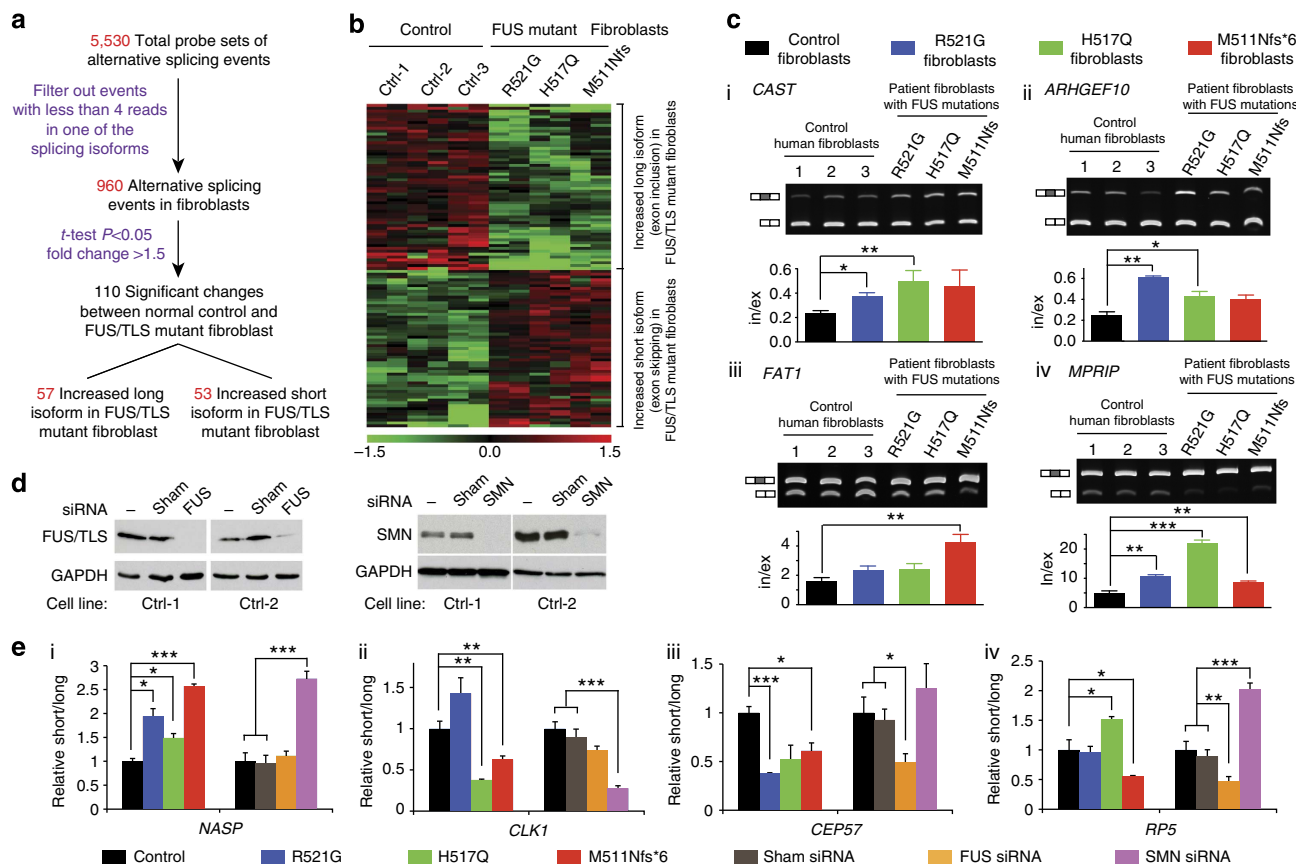 a
5,530 Total probe sets of
alternative splicing events
Filter out events
with less than 4 reads
in one of the
splicing isoforms
960 Alternative splicing
events in fibroblasts
t-test P<0.05
fold change >1.5
110 Significant changes
between normal control and
FUS/TLS mutant fibroblast
57 Increased long
isoform in FUS/TLS
mutant fibroblast
53 Increased short
isoform in FUS/TLS
mutant fibroblast
b
Control FUS mutant Fibroblasts
Ctrl-1 Ctrl-2 Ctrl-3 R521G H517Q M511Nfs
Increased long isoform
(exon inclusion) in
FUS/TLS mutant fibroblasts
Increased short isoform
(exon skipping) in
FUS/TLS mutant fibroblasts
−1.5 0.0 1.5
c
Control
fibroblasts
R521G
fibroblasts
H517Q
fibroblasts
M511Nfs*6
fibroblasts
i CAST
Patient fibroblasts
with FUS mutations
Control
human fibroblasts
1 2 3 R521G H517Q M511Nfs
in/ex
0.6
0.4
0.2
0.0
* **
ii ARHGEF10
Patient fibroblasts
with FUS mutations
Control
human fibroblasts
1 2 3 R521G H517Q M511Nfs
in/ex
0.6
0.4
0.2
0
** *
iii FAT1
Patient fibroblasts
with FUS mutations
Control
human fibroblasts
1 2 3 R521G H517Q M511Nfs
in/ex
4
2
0
**
iv MPRIP
Patient fibroblasts
with FUS mutations
Control
human fibroblasts
1 2 3 R521G H517Q M511Nfs
In/ex
20
10
0
** *** **
d
siRNA – Sham FUS – Sham FUS
FUS/TLS
GAPDH
Cell line: Ctrl-1 Ctrl-2
siRNA – Sham SMN – Sham SMN
SMN
GAPDH
Cell line: Ctrl-1 Ctrl-2
e
i
Relative short/long
3
2.5
2
1.5
1
0.5
0
* * *** ***
NASP
ii
Relative short/long
1.5
1
0.5
0
** ** ***
CLK1
iii
Relative short/long
1.5
1
0.5
0
*** * *
CEP57
iv
Relative short/long
2.5
2
1.5
1
0.5
0
* * ** ***
RP5
Control R521G H517Q M511Nfs*6 Sham siRNA FUS siRNA SMN siRNA